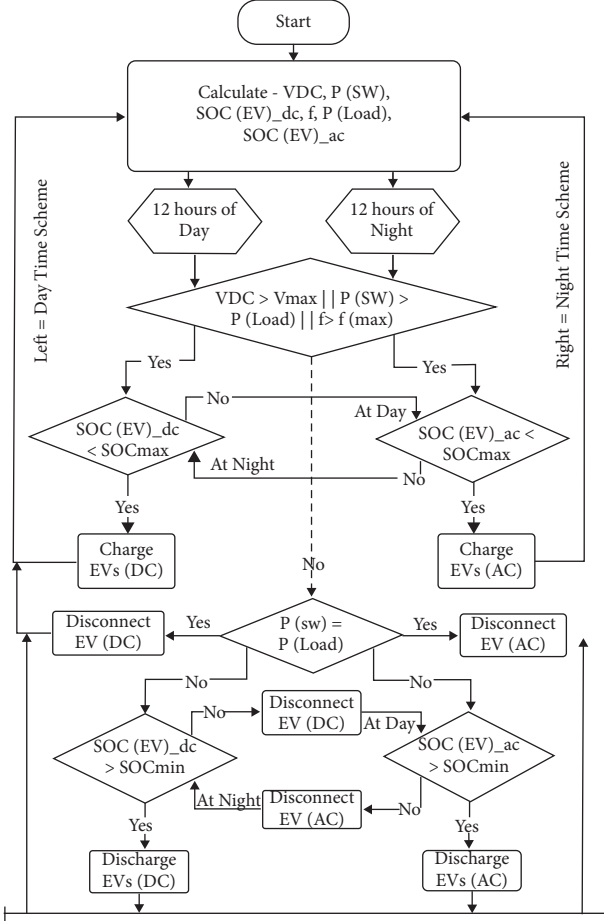 Start
Calculate - VDC, P (SW),
SOC (EV)_dc, f, P (Load),
SOC (EV)_ac
12 hours of
Day
12 hours of
Night
Left = Day Time Scheme
Right = Night Time Scheme
VDC > Vmax | | P (SW) >
P (Load) | | f> f (max)
Yes
Yes
No
At Day
SOC (EV)_dc
< SOCmax
SOC (EV)_ac <
SOCmax
At Night
No
Yes
Yes
Charge
EVs (DC)
Charge
EVs (AC)
No
Disconnect
EV (DC)
Yes
P (sw) =
P (Load)
Yes
Disconnect
EV (AC)
No
No
No
Disconnect
EV (DC)
At Day
SOC (EV)_dc
> SOCmin
SOC (EV)_ac
> SOCmin
At Night
Disconnect
EV (AC)
No
Yes
Yes
Discharge
EVs (DC)
Discharge
EVs (AC)